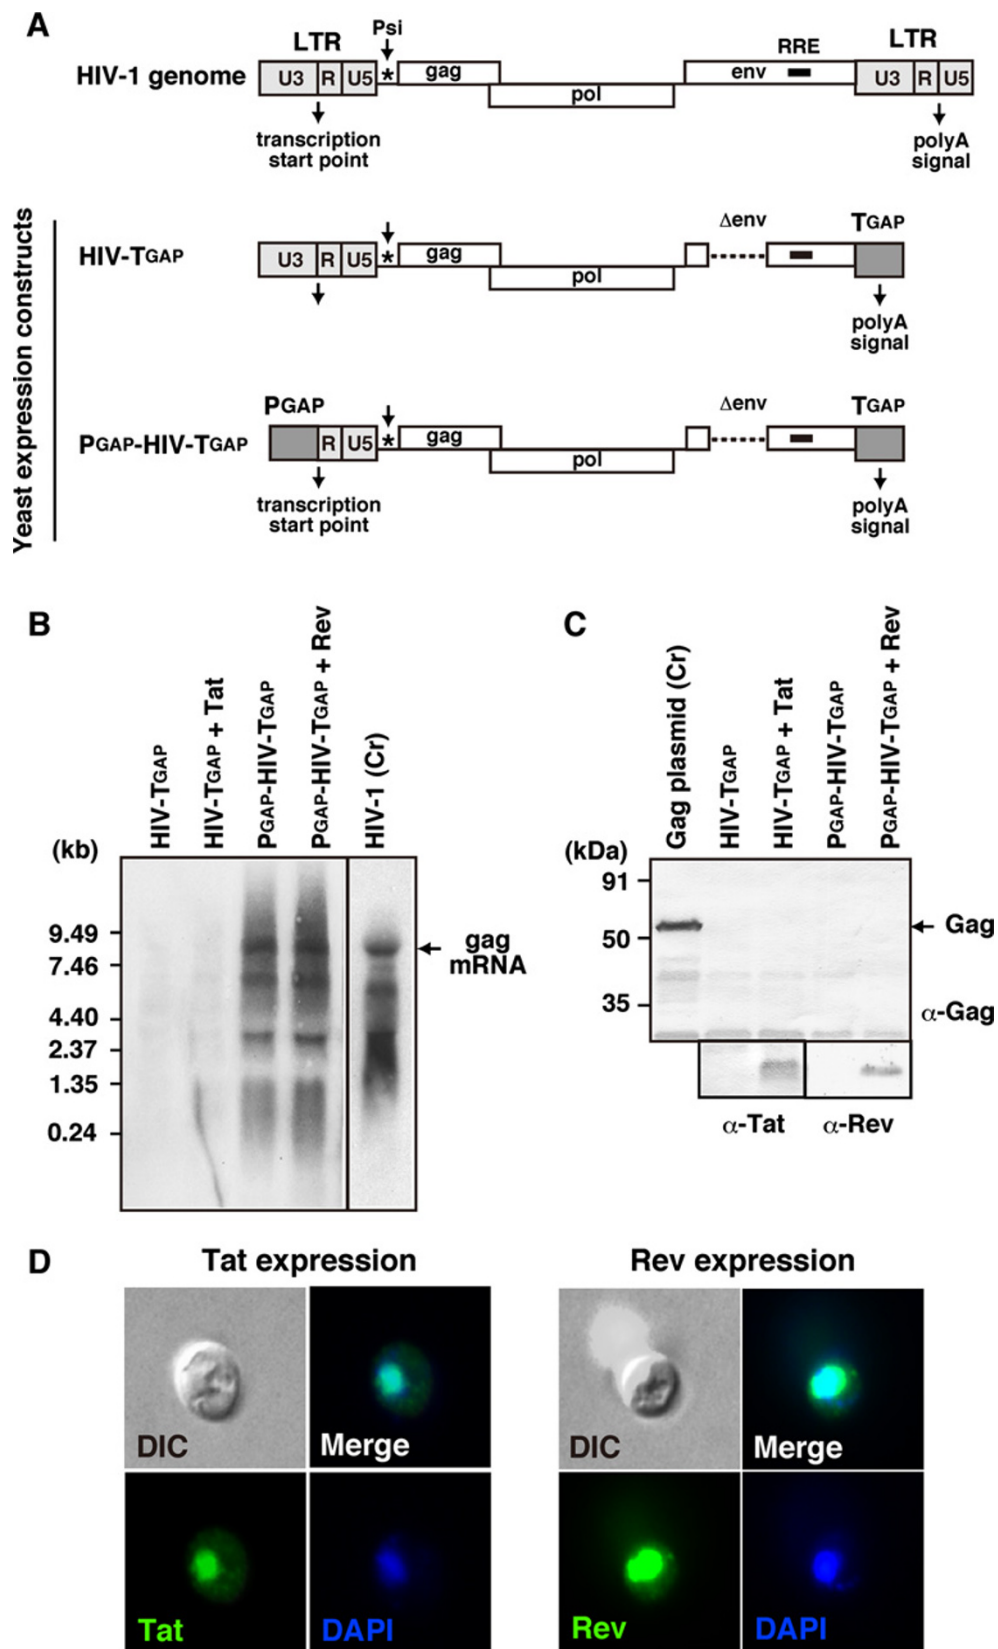 A
Psi
LTR
RRE
LTR
HIV-1 genome
U3 R U5 * gag env U3 R U5
pol
transcription
start point
polyA
signal
Yeast expression constructs
Δenv
TGAP
HIV-TGAP
U3 R U5 * gag
pol
polyA
signal
PGAP
Δenv
TGAP
PGAP-HIV-TGAP
R U5 * gag
pol
transcription
start point
polyA
signal
B
HIV-TGAP
HIV-TGAP + Tat
PGAP-HIV-TGAP
PGAP-HIV-TGAP + Rev
HIV-1 (Cr)
(kb)
9.49
7.46
4.40
2.37
1.35
0.24
gag
mRNA
C
Gag plasmid (Cr)
HIV-TGAP
HIV-TGAP + Tat
PGAP-HIV-TGAP
PGAP-HIV-TGAP + Rev
(kDa)
91
50
35
Gag
α-Gag
α-Tat
α-Rev
D
Tat expression
DIC
Merge
Tat
DAPI
Rev expression
DIC
Merge
Rev
DAPI